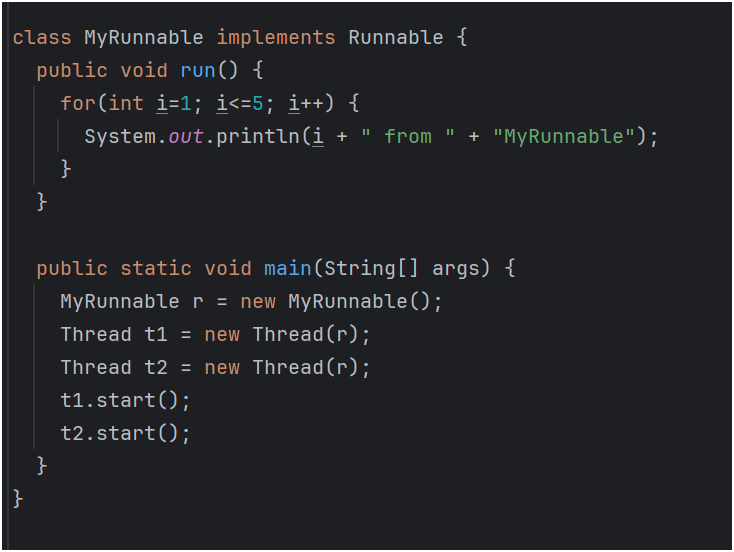 class MyRunnable implements Runnable {
  public void run() {
    for(int i=1; i<=5; i++) {
      System.out.println(i + " from " + "MyRunnable");
    }
  }

  public static void main(String[] args) {
    MyRunnable r = new MyRunnable();
    Thread t1 = new Thread(r);
    Thread t2 = new Thread(r);
    t1.start();
    t2.start();
  }
}